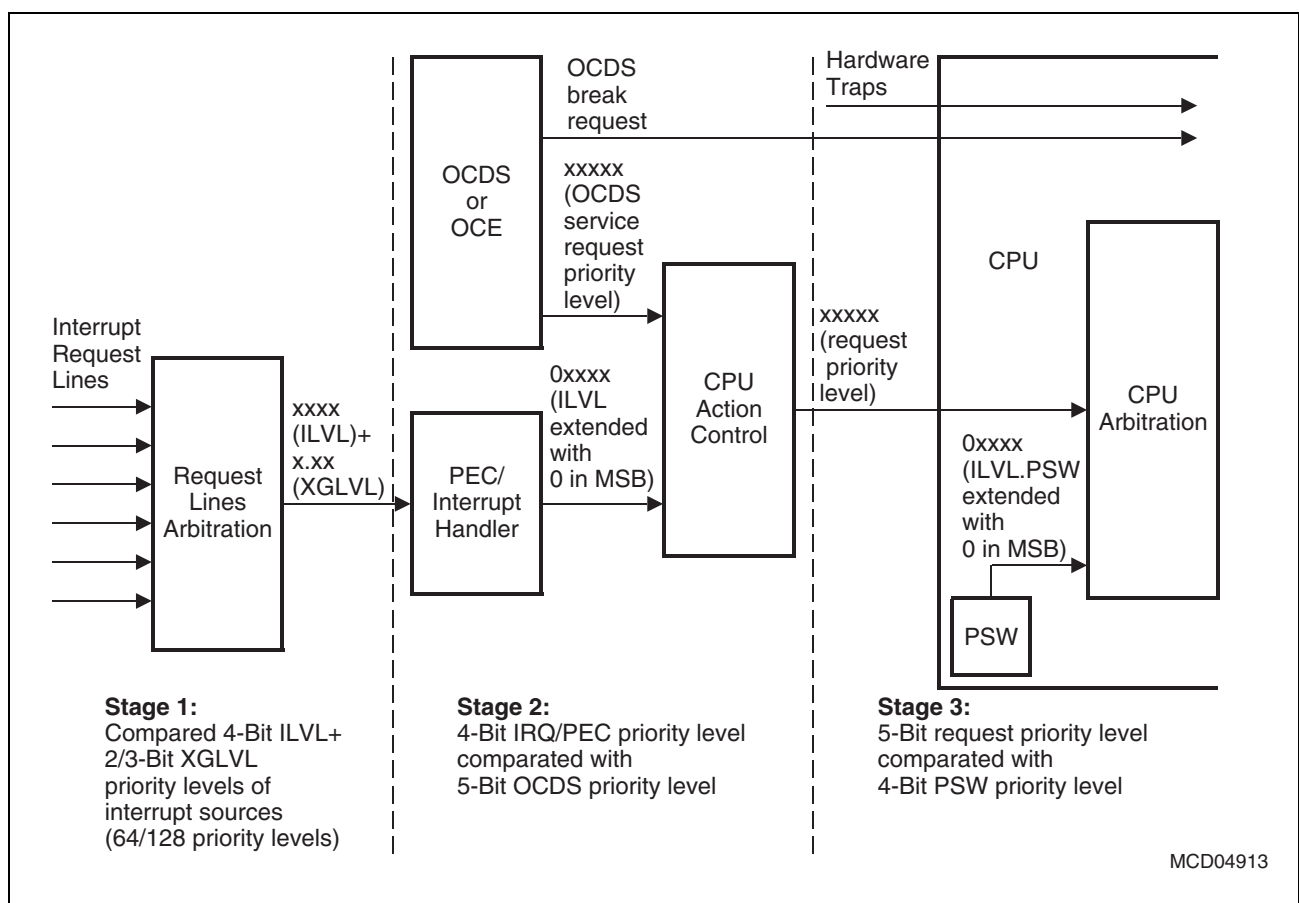 Interrupt
Request
Lines
Request
Lines
Arbitration
xxxx
(ILVL)+
x.xx
(XGLVL)
OCDS
or
OCE
OCDS
break
request
xxxxx
(OCDS
service
request
priority
level)
PEC/
Interrupt
Handler
0xxxx
(ILVL
extended
with
0 in MSB)
CPU
Action
Control
Hardware
Traps
xxxxx
(request
priority
level)
CPU
CPU
Arbitration
0xxxx
(ILVL.PSW
extended
with
0 in MSB)
PSW
Stage 1:
Compared 4-Bit ILVL+
2/3-Bit XGLVL
priority levels of
interrupt sources
(64/128 priority levels)
Stage 2:
4-Bit IRQ/PEC priority level
comparated with
5-Bit OCDS priority level
Stage 3:
5-Bit request priority level
comparated with
4-Bit PSW priority level
MCD04913